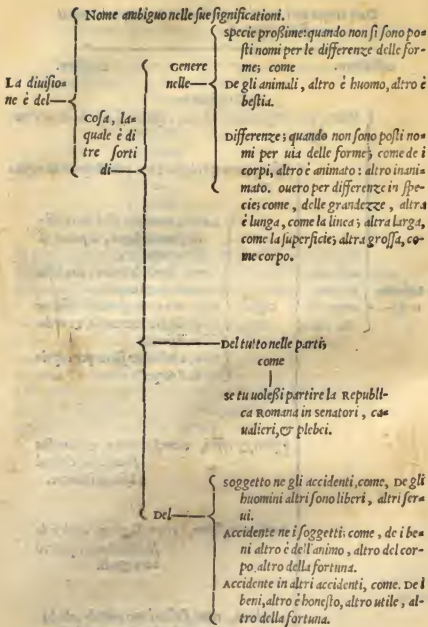 Nome ambiguo nelle sue significationi.
La diuisio=
ne è del
Cosa, la=
quale è di
tre sorti
di
Genere
nelle
specie proßime: quando non si sono po=
sti nomi per le differenze delle for=
me; come
De gli animali, altro è huomo, altro è
bestia.
Differenze; quando non sono posti no
mi per uia delle forme; come de i
corpi, altro è animato: altro inani=
mato. ouero per differenze in spe=
cie; come, delle grandezze, altra
è lunga, come la linea; altra larga,
come la superficie; altra grossa, co=
me corpo.
Del tutto nelle parti;
come
se tu uoleßi partire la Republi=
ca Romana in senatori, ca=
ualieri, & plebei.
Del
soggetto ne gli accidenti, come, De gli
huomini altri sono liberi, altri ser=
ui.
Accidente ne i soggetti; come, de i be=
ni altro è dell'animo, altro del cor=
po, altro della fortuna.
Accidente in altri accidenti, come. De i
beni, altro è honesto, altro utile, al=
tro della fortuna.